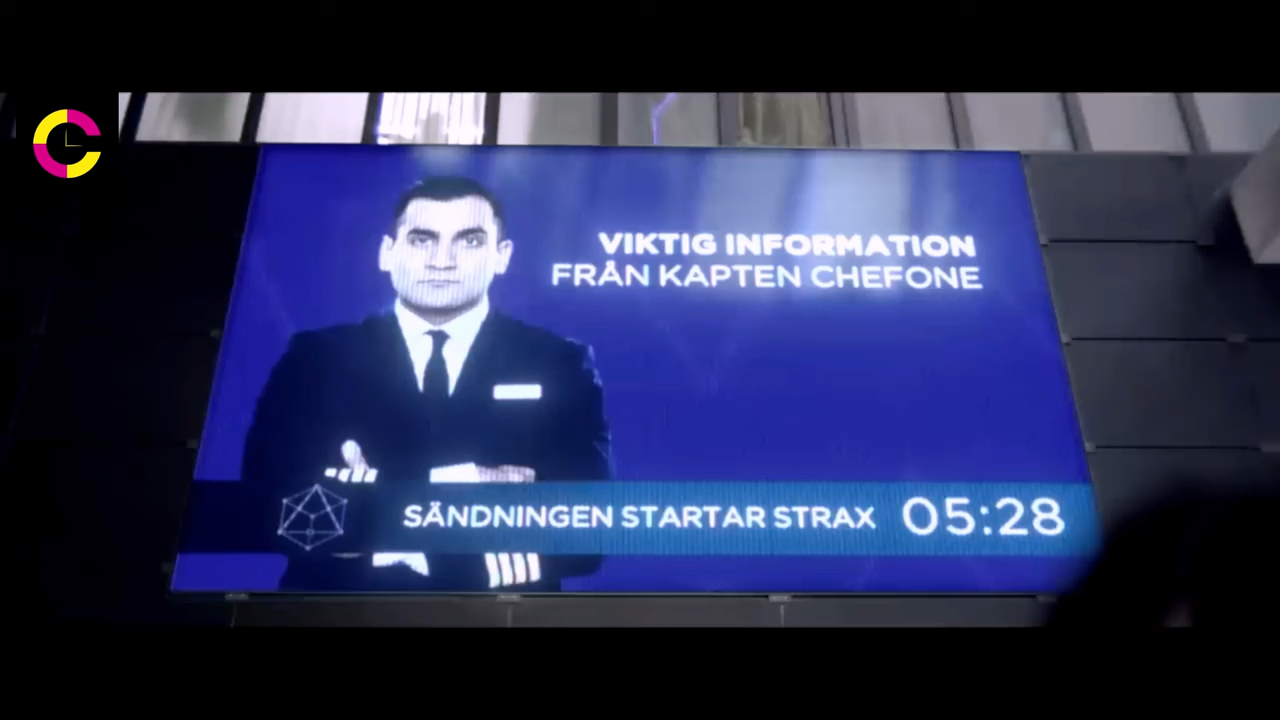 VIKTIG INFORMATION
FRÅN KAPTEN CHEFONE
SÄNDNINGEN STARTAR STRAX 05:28